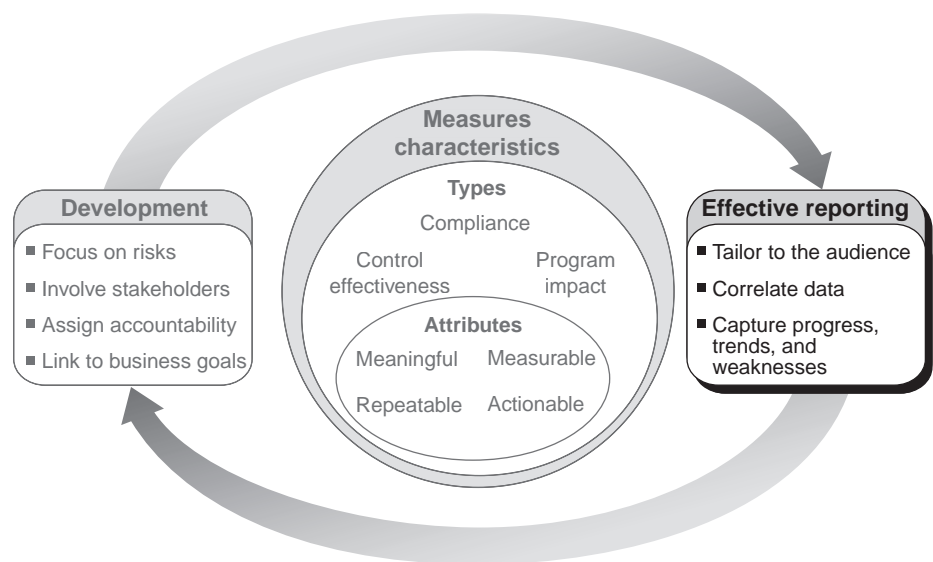 Measures
characteristics
Types
Compliance
Control
effectiveness
Program
impact
Attributes
Meaningful
Measurable
Repeatable
Actionable
Development
■ Focus on risks
■ Involve stakeholders
■ Assign accountability
■ Link to business goals
Effective reporting
■ Tailor to the audience
■ Correlate data
■ Capture progress,
trends, and
weaknesses